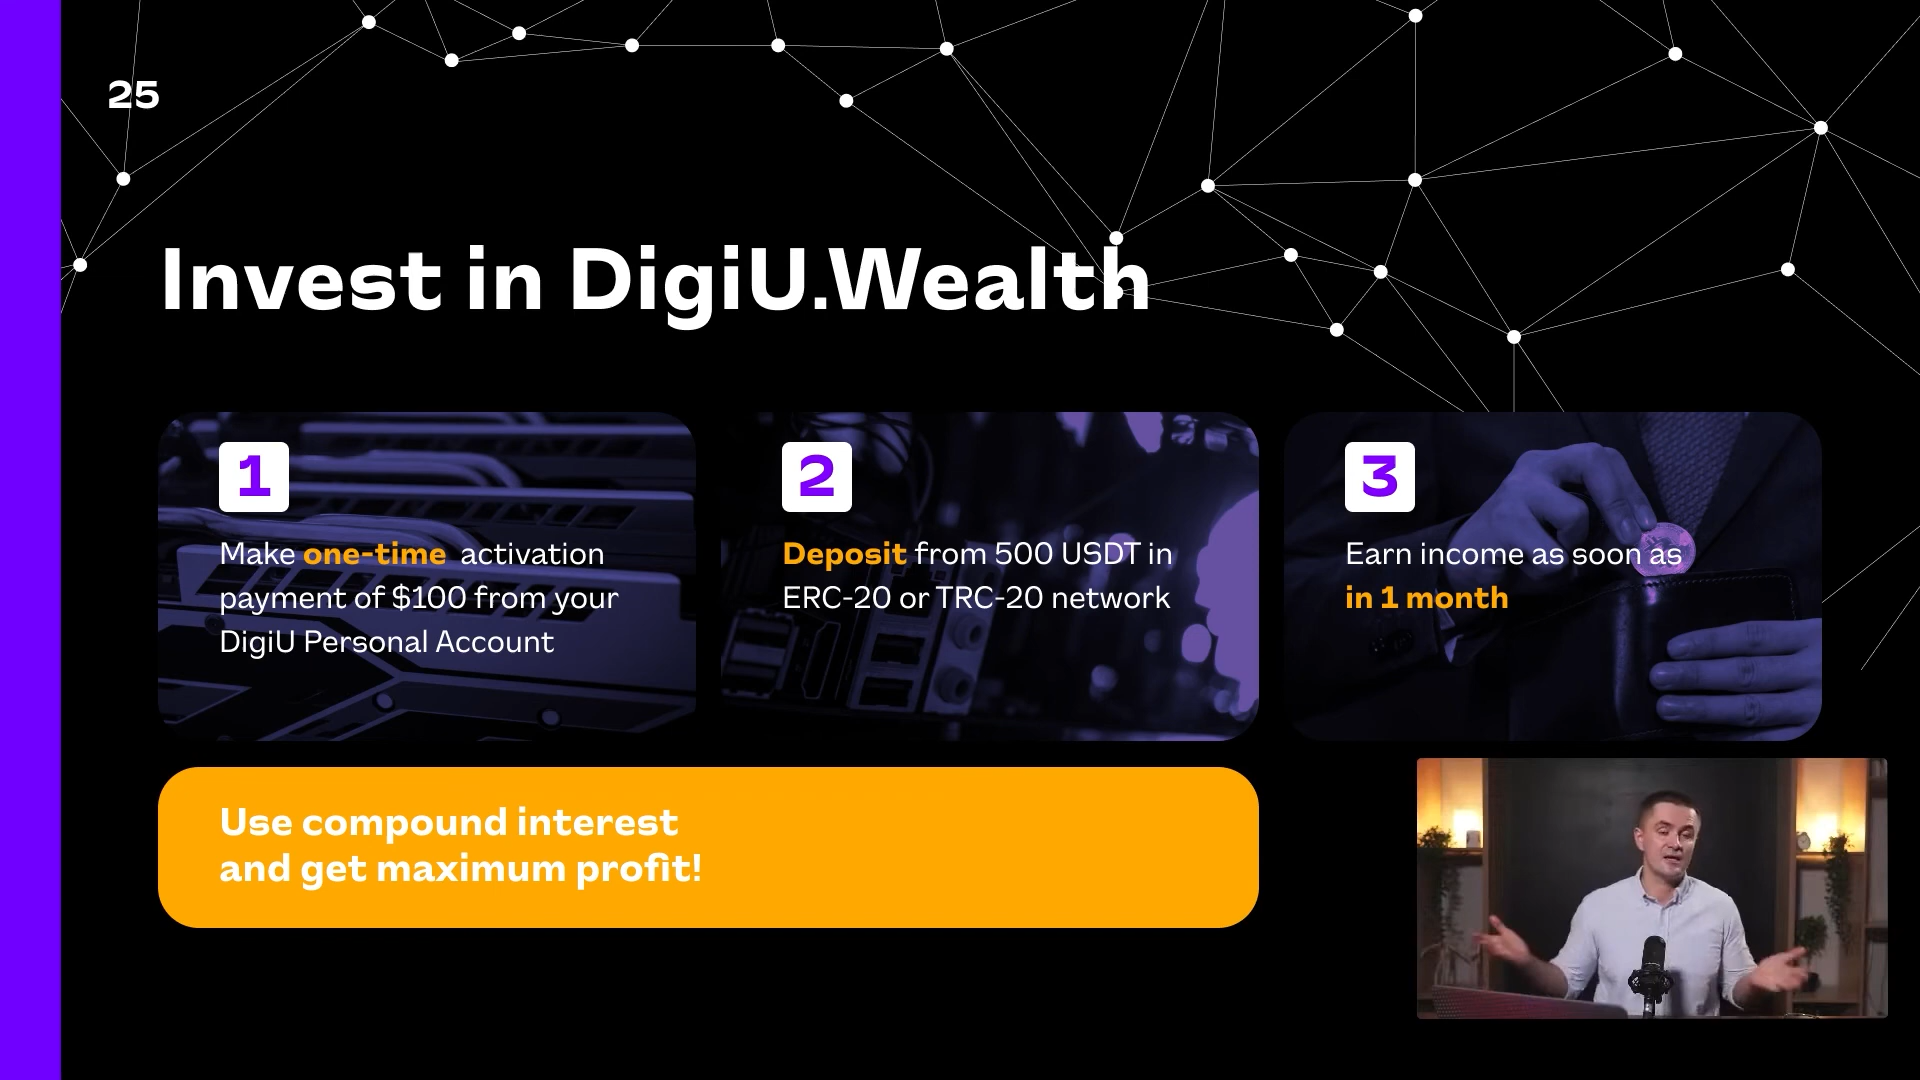 25
Invest in DigiU.Wealth
1
Make one-time activation
payment of $100 from your
DigiU Personal Account
2
Deposit from 500 USDT in
ERC-20 or TRC-20 network
3
Earn income as soon as
in 1 month
Use compound interest
and get maximum profit!